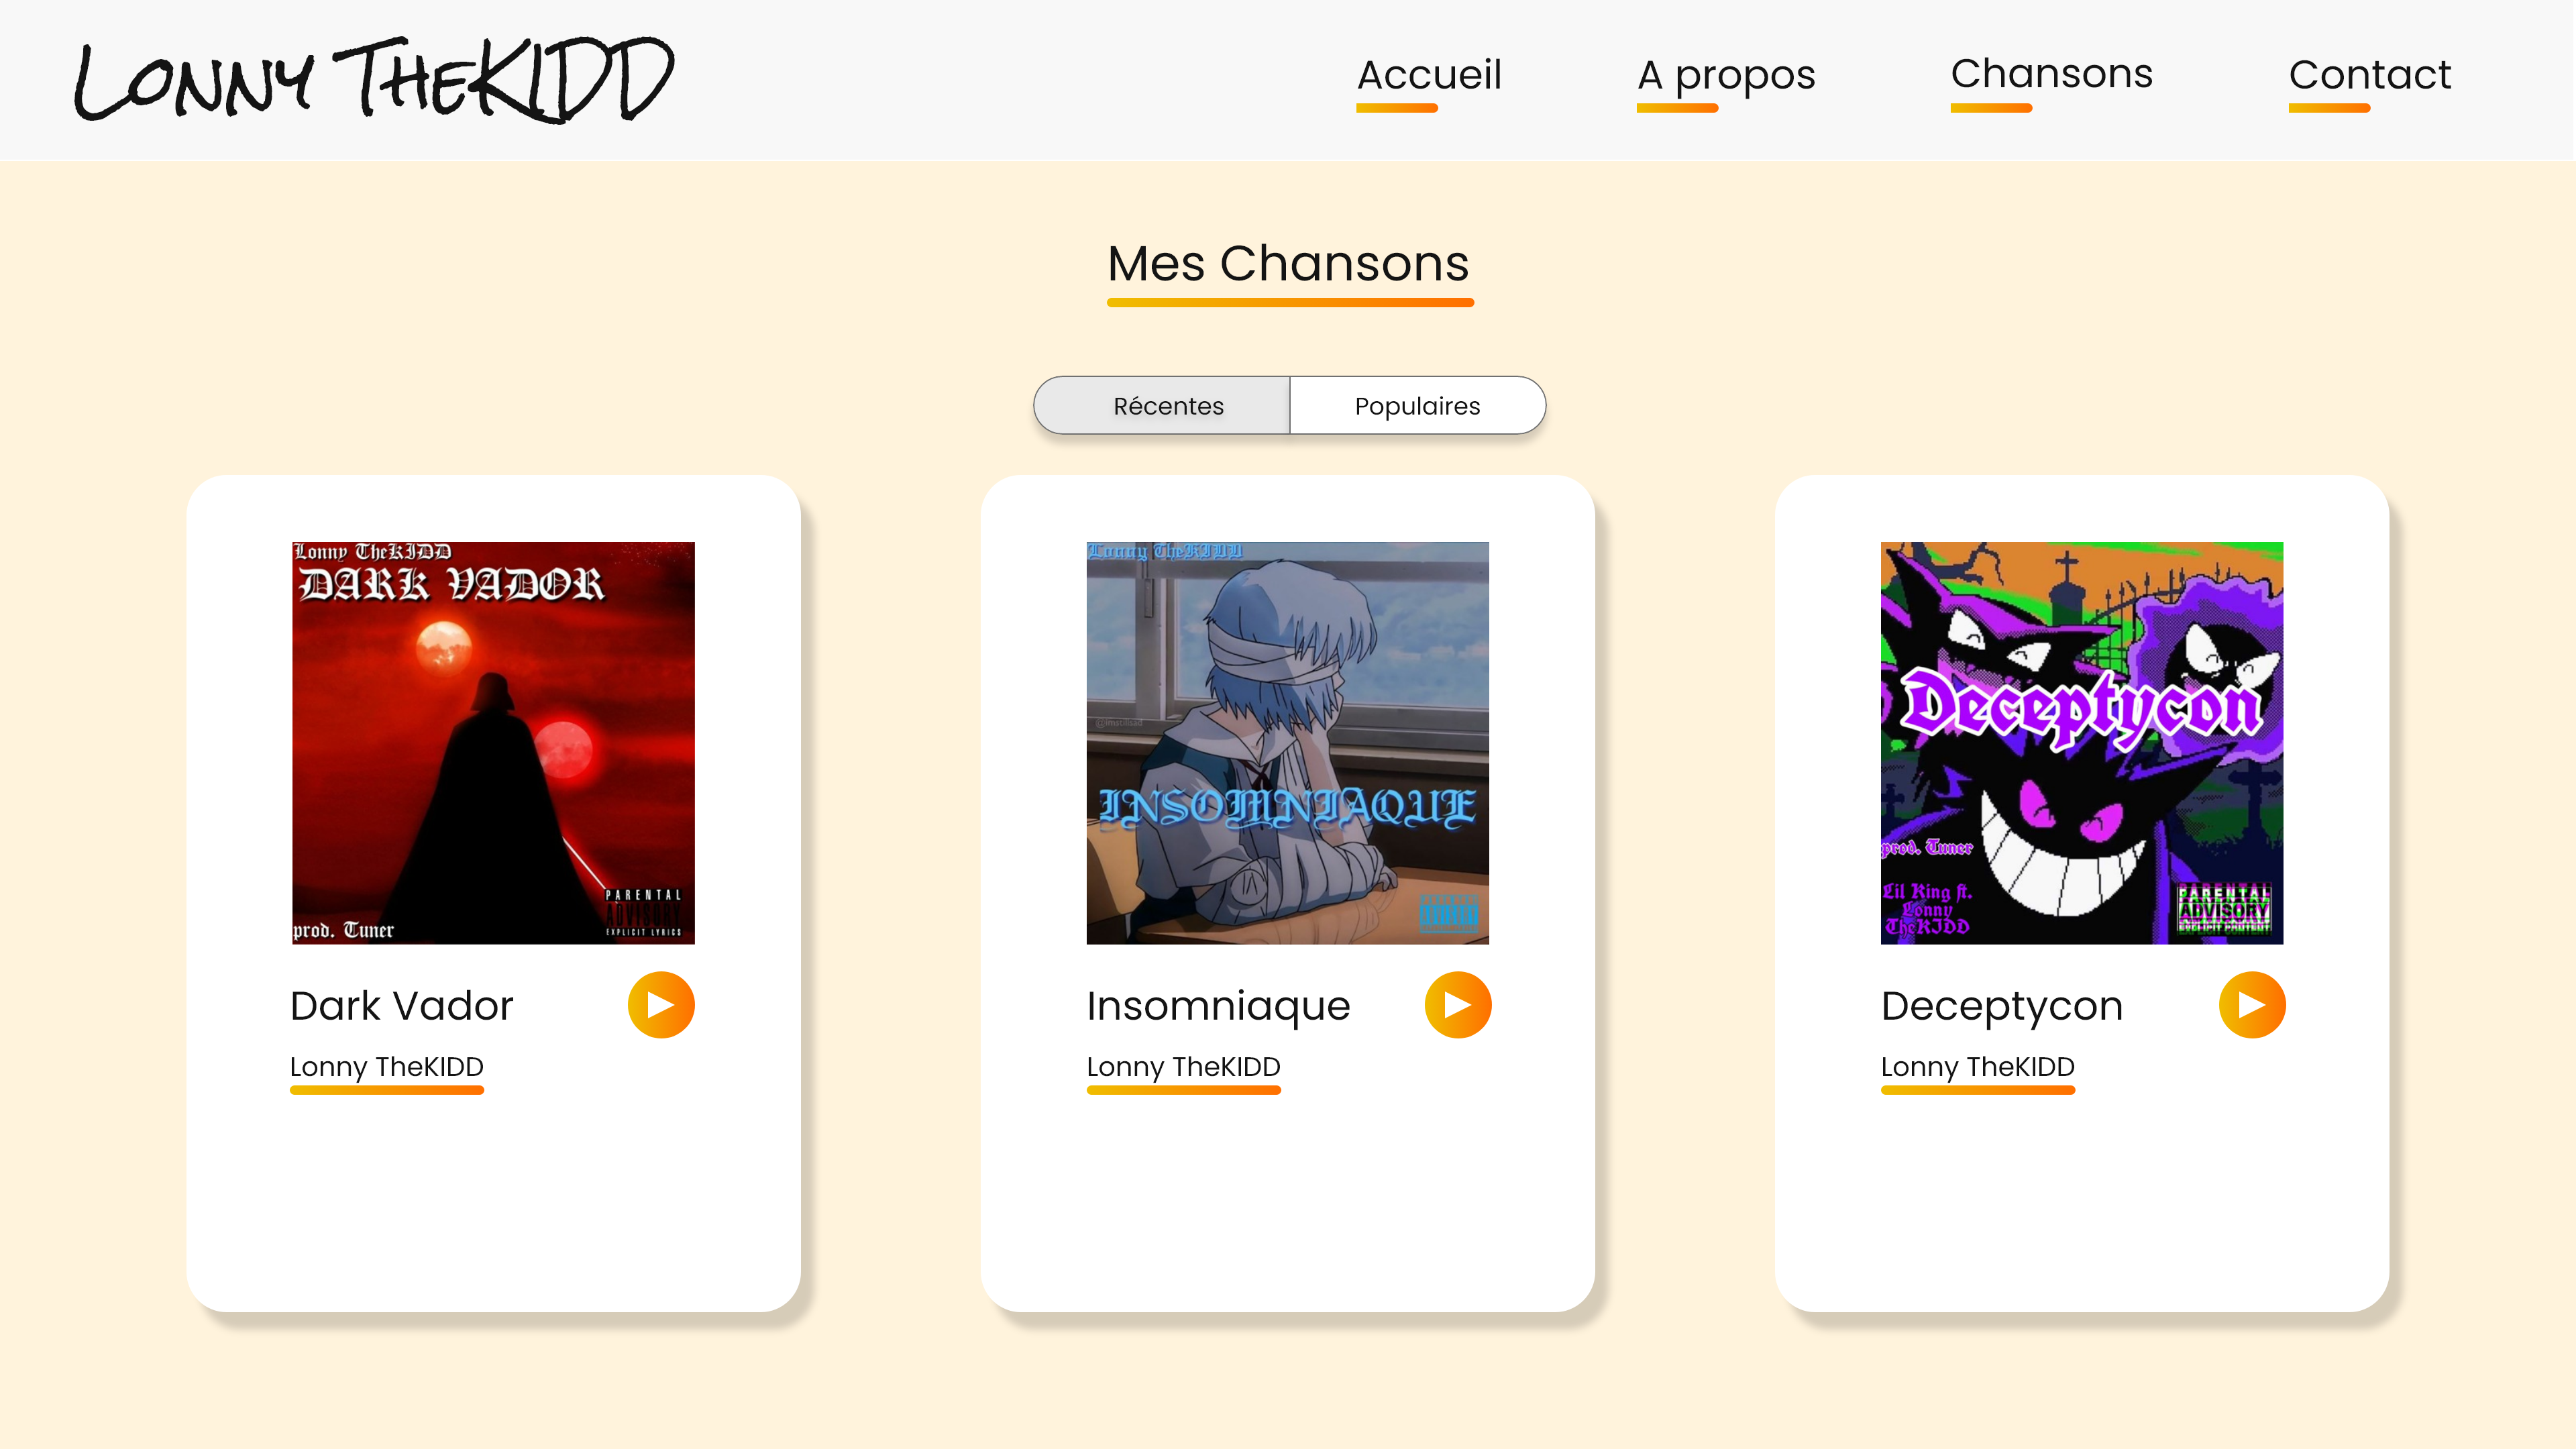 Lonny TheKIDD
Accueil
A propos
Chansons
Contact
Mes Chansons
Récentes
Populaires
Lonny TheKIDD
DARK VADOR
PARENTAL
ADVISORY
EXPLICIT LYRICS
prod. Tuner
Lonny TheKIDD
INSOMNIAQUE
Deceptycon
prod. Tuner
Lil King ft.
Lonny
TheKIDD
PARENTAL
ADVISORY
EXPLICIT CONTENT
Dark Vador
Lonny TheKIDD
Insomniaque
Lonny TheKIDD
Deceptycon
Lonny TheKIDD